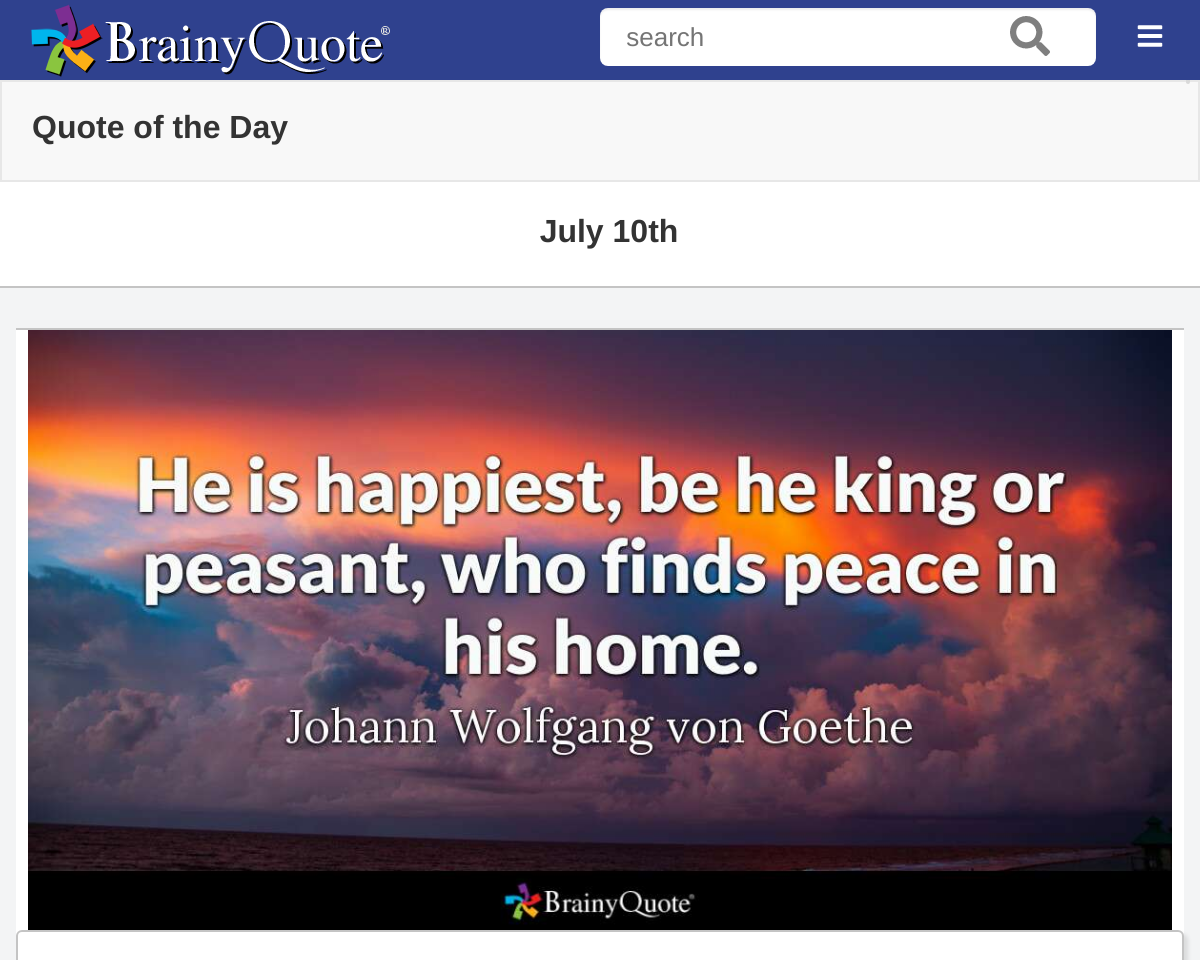 BrainyQuote®
search
Quote of the Day
July 10th
He is happiest, be he king or
peasant, who finds peace in
his home.
Johann Wolfgang von Goethe
BrainyQuote®